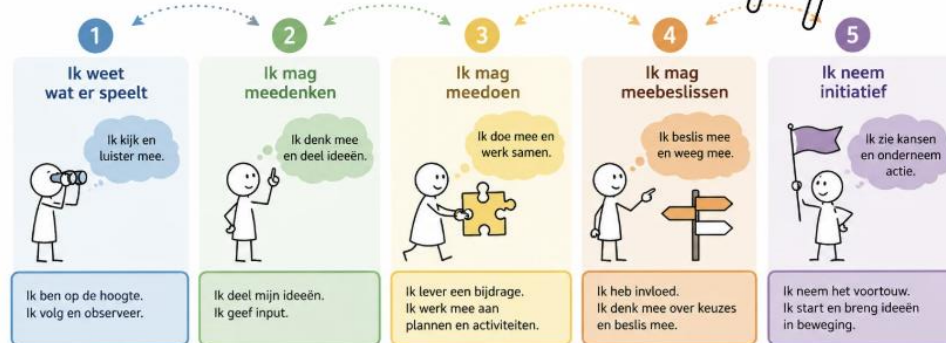 1
Ik weet
wat er speelt
Ik kijk en
luister mee.
Ik ben op de hoogte.
Ik volg en observeer.
2
Ik mag
meedenken
Ik denk mee
en deel ideeën.
Ik deel mijn ideeën.
Ik geef input.
3
Ik mag
meedoen
Ik doe mee en
werk samen.
Ik lever een bijdrage.
Ik werk mee aan
plannen en activiteiten.
4
Ik mag
meebeslissen
Ik beslis mee
en weeg mee.
Ik heb invloed.
Ik denk mee over keuzes
en beslis mee.
5
Ik neem
initiatief
Ik zie kansen
en onderneem
actie.
Ik neem het voortouw.
Ik start en breng ideeën
in beweging.